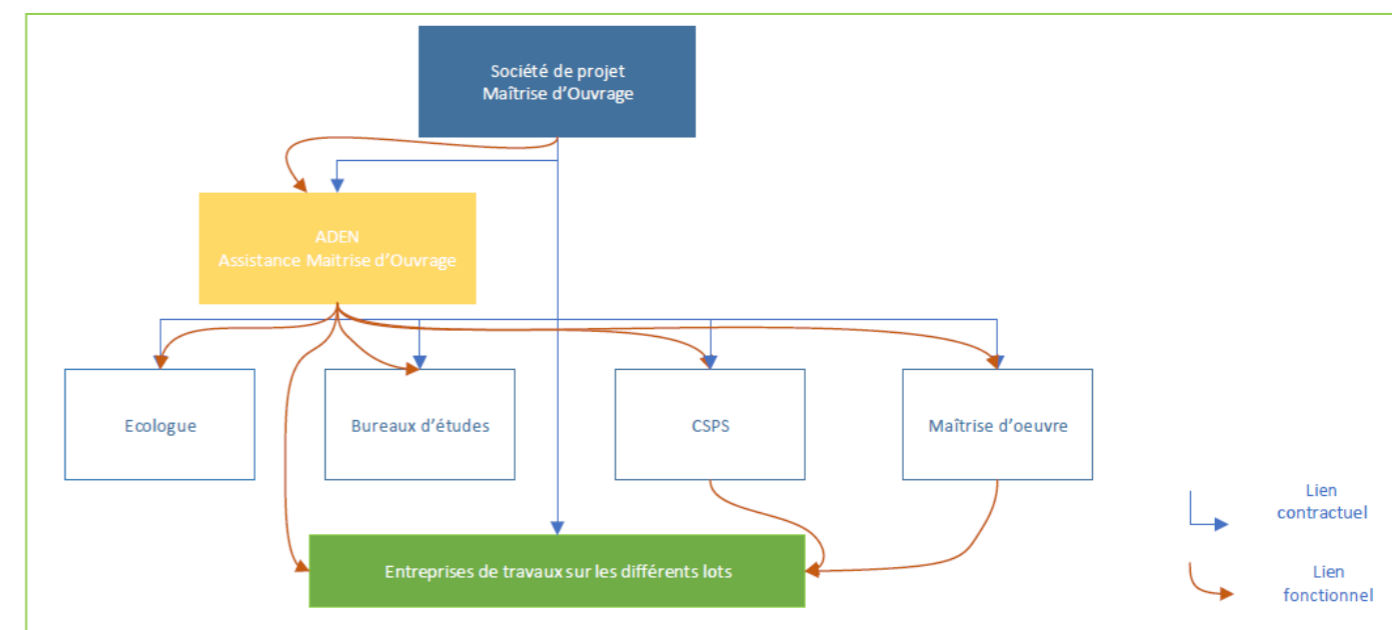 Société de projet
Maîtrise d'Ouvrage
ADEN
Assistance Maitrise d'Ouvrage
Ecologue
Bureaux d'études
CSPS
Maîtrise d'oeuvre
Lien
contractuel
Entreprises de travaux sur les différents lots
Lien
fonctionnel